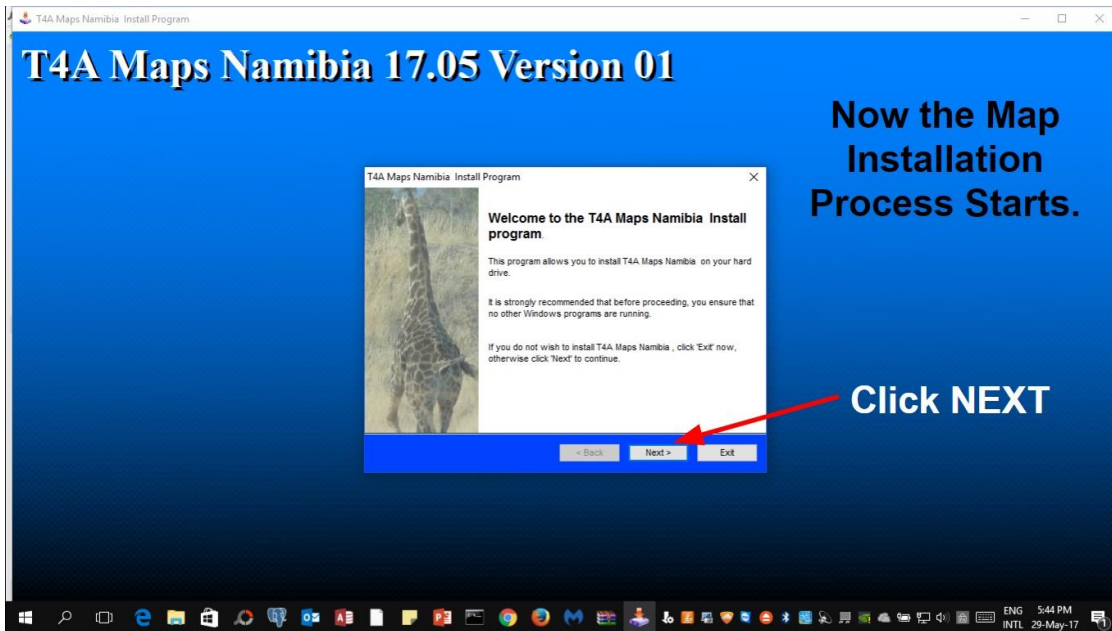 T4A Maps Namibia Install Program
T4A Maps Namibia 17.05 Version 01
Now the Map
Installation
Process Starts.
T4A Maps Namibia Install Program
Welcome to the T4A Maps Namibia Install
program.
This program allows you to install T4A Maps Namibia on your hard
drive.
It is strongly recommended that before proceeding, you ensure that
no other Windows programs are running.
If you do not wish to install T4A Maps Namibia , click 'Exit' now,
otherwise click 'Next' to continue.
Click NEXT
< Back
Next >
Exit
ENG 5:44 PM
INTL 29-May-17